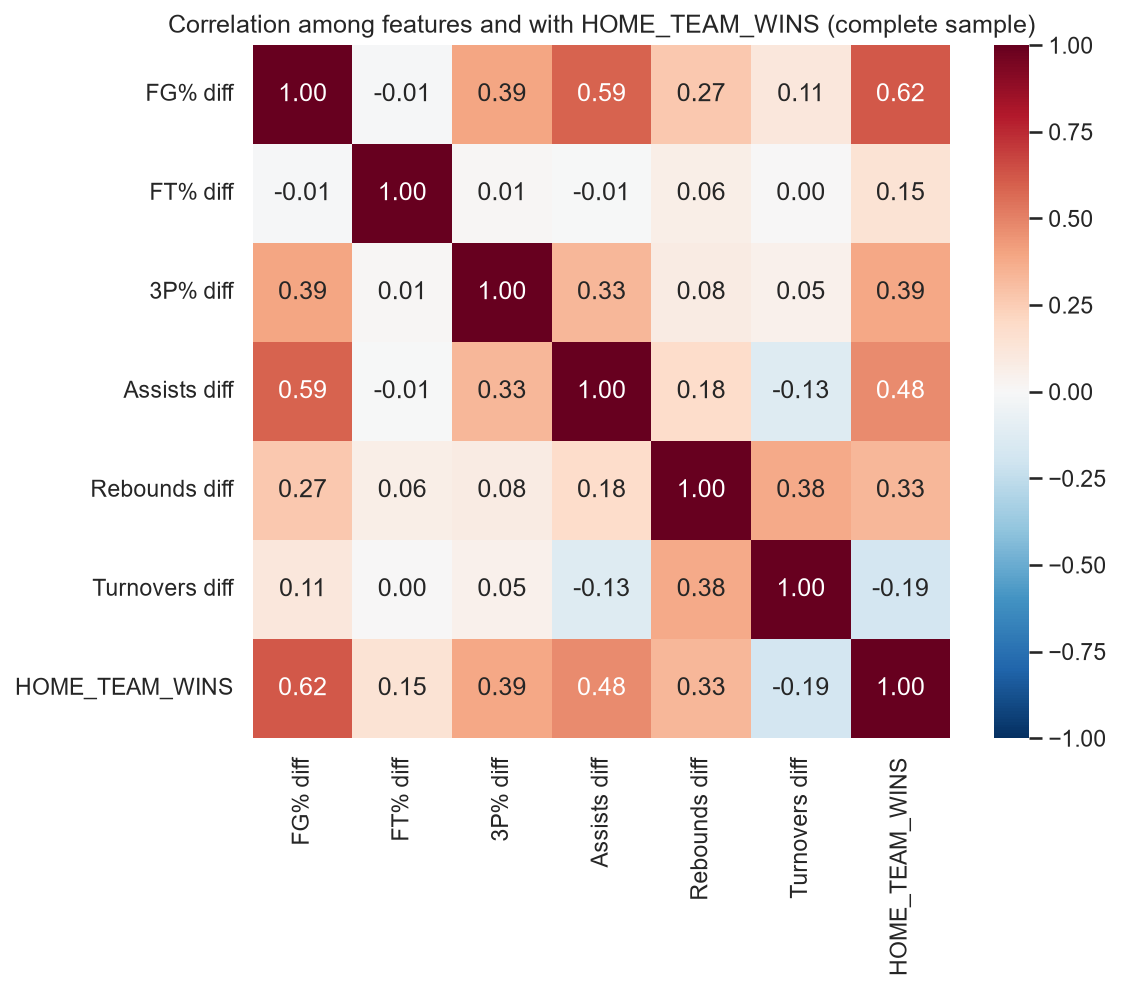 Correlation among features and with HOME_TEAM_WINS (complete sample)
FG% diff 1.00 -0.01 0.39 0.59 0.27 0.11 0.62
FT% diff -0.01 1.00 0.01 -0.01 0.06 0.00 0.15
3P% diff 0.39 0.01 1.00 0.33 0.08 0.05 0.39
Assists diff 0.59 -0.01 0.33 1.00 0.18 -0.13 0.48
Rebounds diff 0.27 0.06 0.08 0.18 1.00 0.38 0.33
Turnovers diff 0.11 0.00 0.05 -0.13 0.38 1.00 -0.19
HOME_TEAM_WINS 0.62 0.15 0.39 0.48 0.33 -0.19 1.00
FG% diff
FT% diff
3P% diff
Assists diff
Rebounds diff
Turnovers diff
HOME_TEAM_WINS
1.00
0.75
0.50
0.25
0.00
−0.25
−0.50
−0.75
−1.00